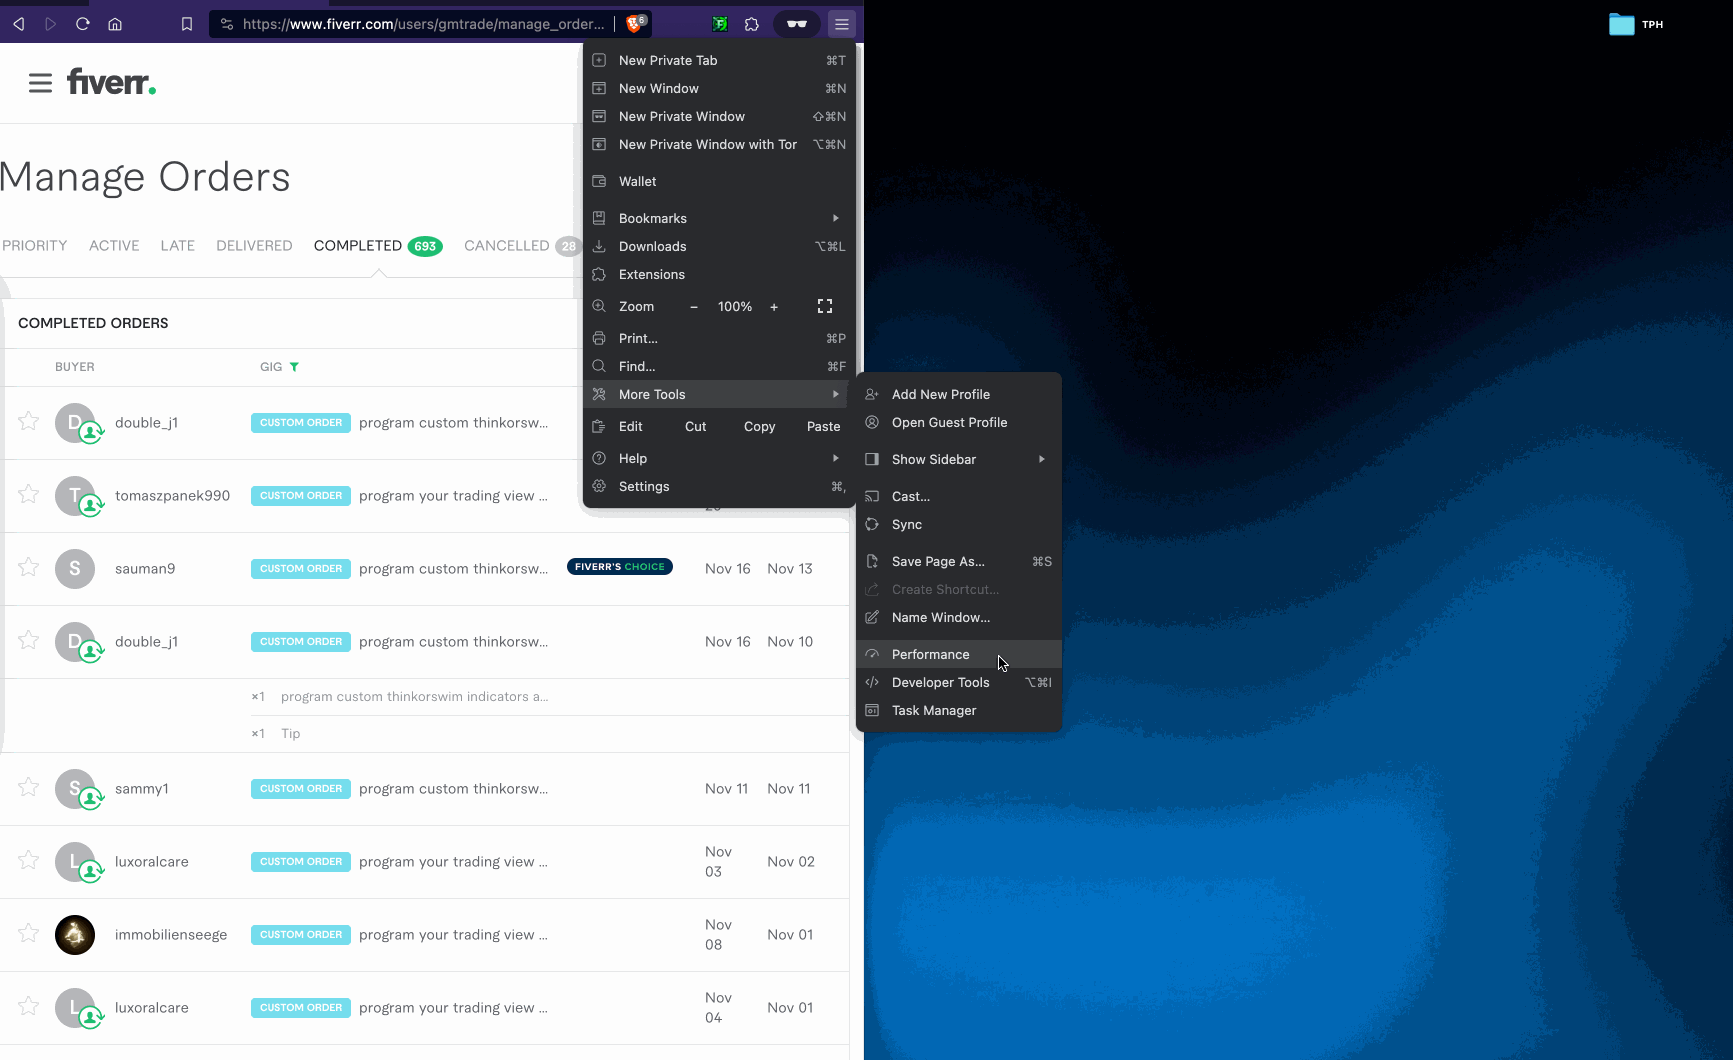 https://www.fiverr.com/users/gmtrade/manage_order...
6
TPH
fiverr.
Manage Orders
PRIORITY ACTIVE LATE DELIVERED COMPLETED 693 CANCELLED 28
COMPLETED ORDERS
BUYER GIG
D double_j1 CUSTOM ORDER program custom thinkorsw...
T tomaszpanek990 CUSTOM ORDER program your trading view ...
S sauman9 CUSTOM ORDER program custom thinkorsw... FIVERR'S CHOICE Nov 16 Nov 13
D double_j1 CUSTOM ORDER program custom thinkorsw... Nov 16 Nov 10
×1 program custom thinkorswim indicators a...
×1 Tip
S sammy1 CUSTOM ORDER program custom thinkorsw... Nov 11 Nov 11
L luxoralcare CUSTOM ORDER program your trading view ... Nov 03 Nov 02
immobilienseege CUSTOM ORDER program your trading view ... Nov 08 Nov 01
L luxoralcare CUSTOM ORDER program your trading view ... Nov 04 Nov 01
New Private Tab ⌘T
New Window ⌘N
New Private Window ⇧⌘N
New Private Window with Tor ⌥⌘N
Wallet
Bookmarks
Downloads ⌥⌘L
Extensions
Zoom − 100% +
Print... ⌘P
Find... ⌘F
More Tools
Edit Cut Copy Paste
Help
Settings ⌘,
Add New Profile
Open Guest Profile
Show Sidebar
Cast...
Sync
Save Page As... ⌘S
Create Shortcut...
Name Window...
Performance
Developer Tools ⌥⌘I
Task Manager